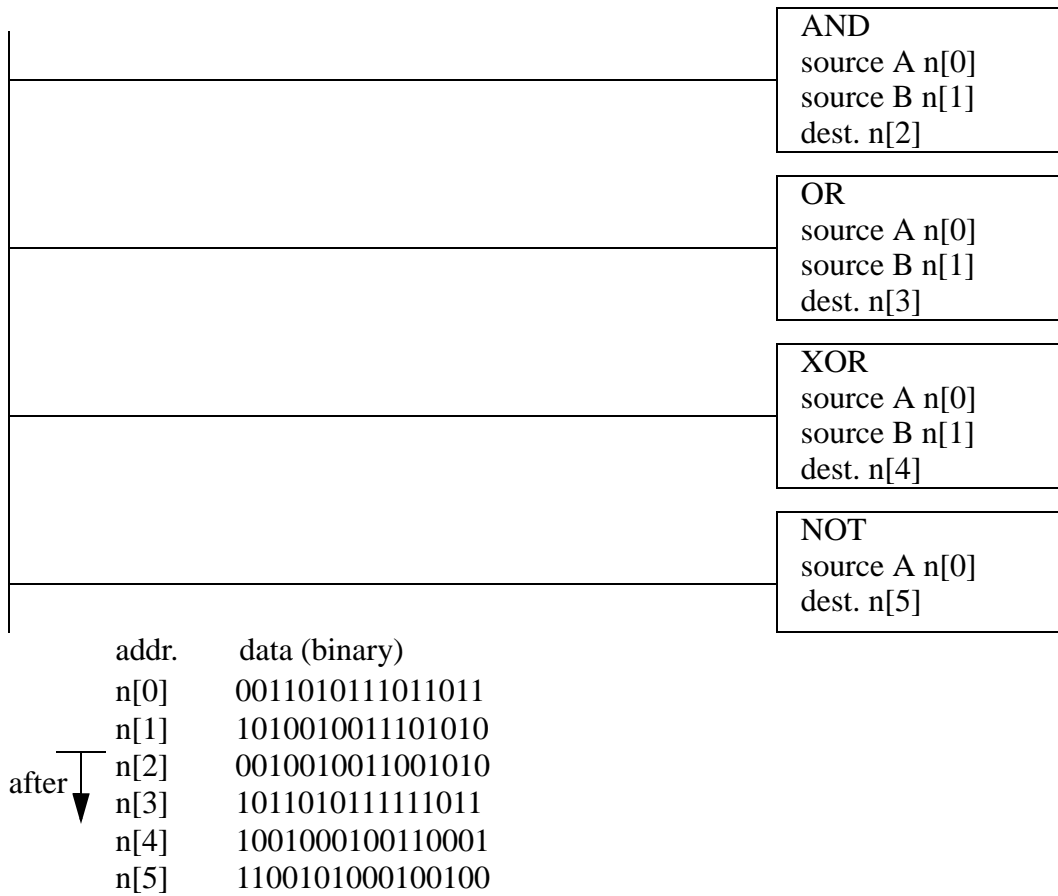 AND
source A n[0]
source B n[1]
dest. n[2]
OR
source A n[0]
source B n[1]
dest. n[3]
XOR
source A n[0]
source B n[1]
dest. n[4]
NOT
source A n[0]
dest. n[5]
addr. data (binary)
n[0] 0011010111011011
n[1] 1010010011101010
n[2] 0010010011001010
after
n[3] 1011010111111011
n[4] 1001000100110001
n[5] 1100101000100100